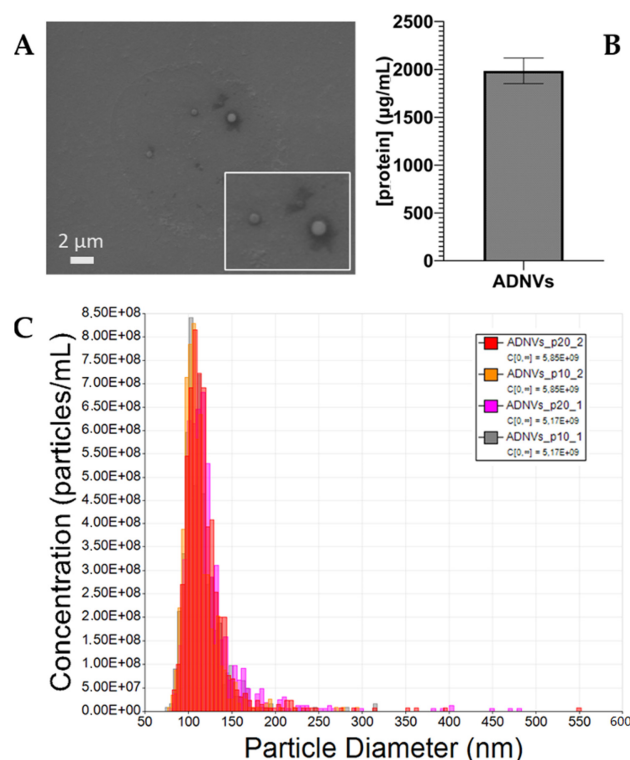 A
2 µm
B
[protein] (µg/mL)
2500
2000
1500
1000
500
0
ADNVs
C
Concentration (particles/mL)
8.50E+08
8.00E+08
7.50E+08
7.00E+08
6.50E+08
6.00E+08
5.50E+08
5.00E+08
4.50E+08
4.00E+08
3.50E+08
3.00E+08
2.50E+08
2.00E+08
1.50E+08
1.00E+08
5.00E+07
0.00E+00
50 100 150 200 250 300 350 400 450 500 550 600
Particle Diameter (nm)
ADNVs_p20_2
C[0,∞] = 5,85E+09
ADNVs_p10_2
C[0,∞] = 5,85E+09
ADNVs_p20_1
C[0,∞] = 5,17E+09
ADNVs_p10_1
C[0,∞] = 5,17E+09